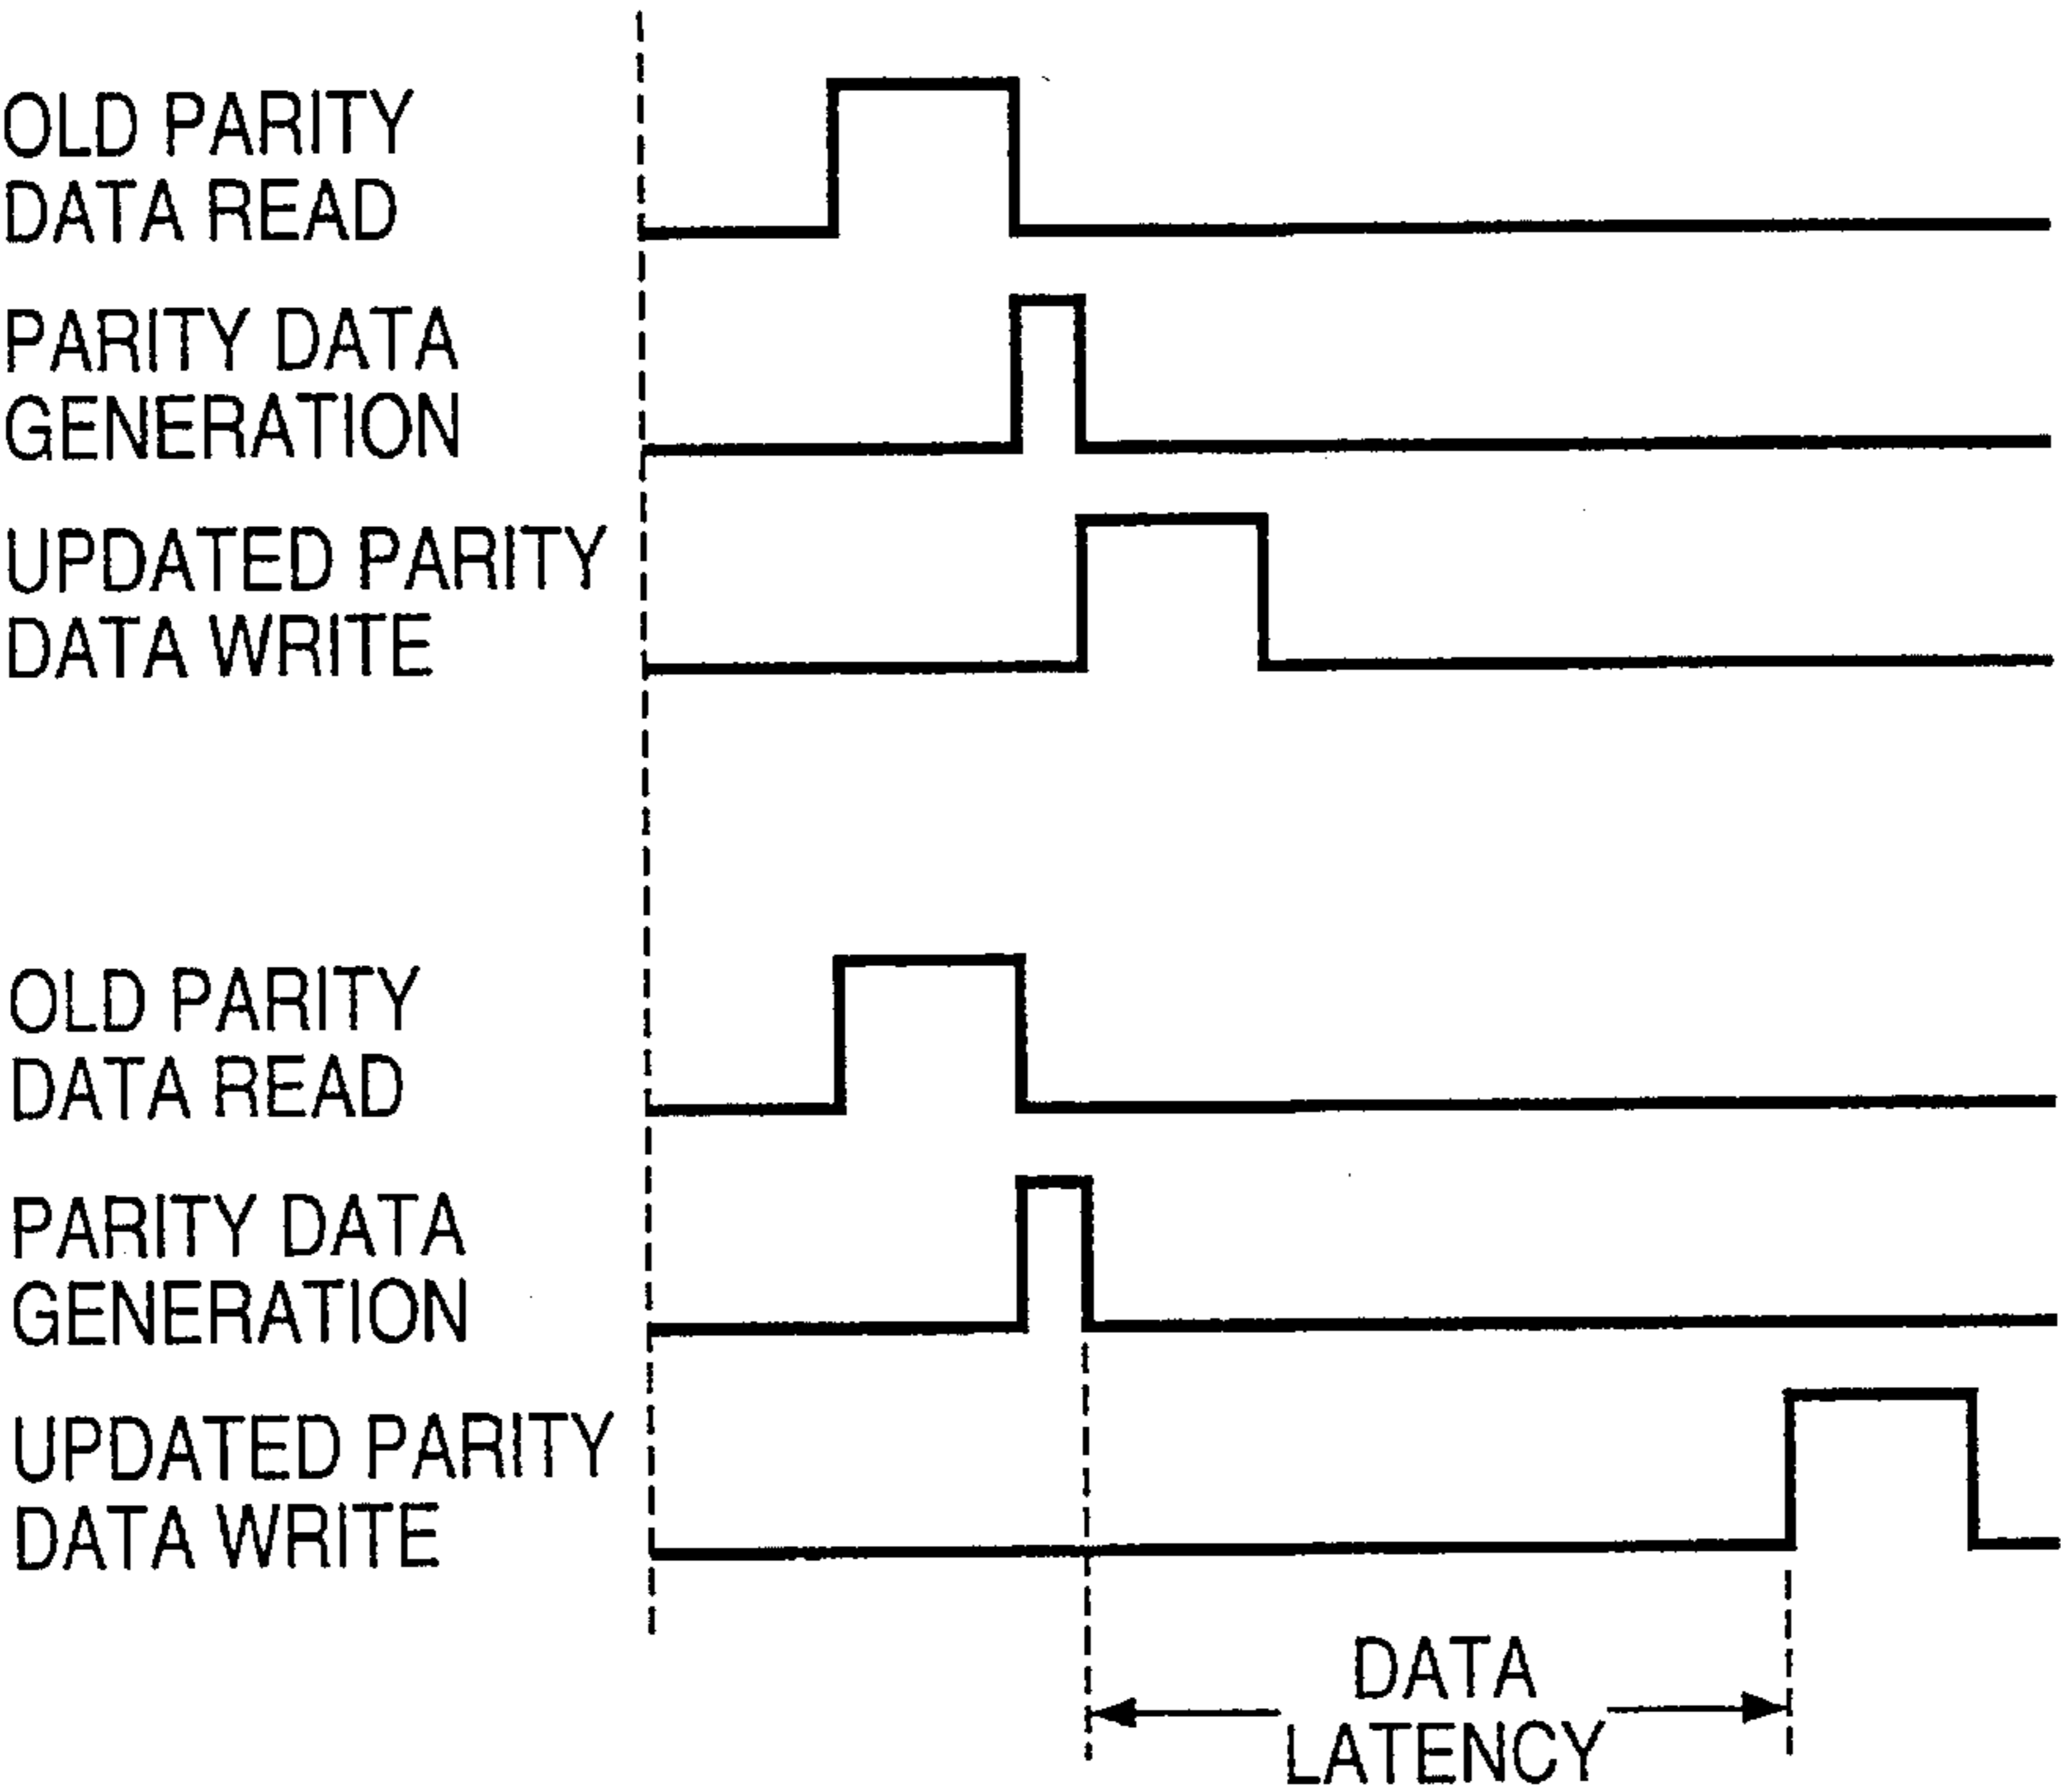 OLD PARITY
DATA READ
PARITY DATA
GENERATION
UPDATED PARITY
DATA WRITE
OLD PARITY
DATA READ
PARITY DATA
GENERATION
UPDATED PARITY
DATA WRITE
DATA
LATENCY